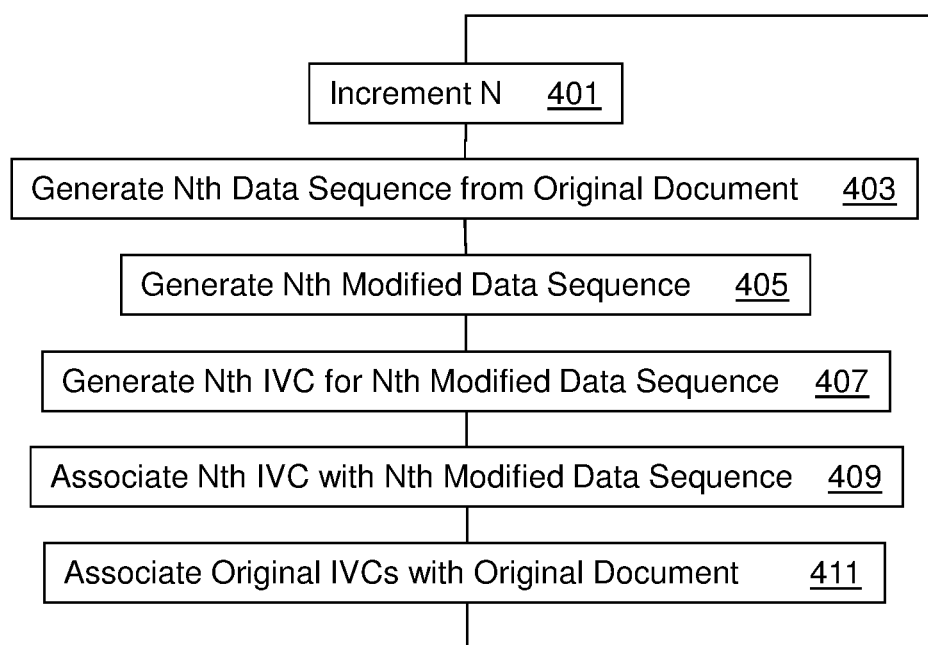 Increment N 401
Generate Nth Data Sequence from Original Document 403
Generate Nth Modified Data Sequence 405
Generate Nth IVC for Nth Modified Data Sequence 407
Associate Nth IVC with Nth Modified Data Sequence 409
Associate Original IVCs with Original Document 411